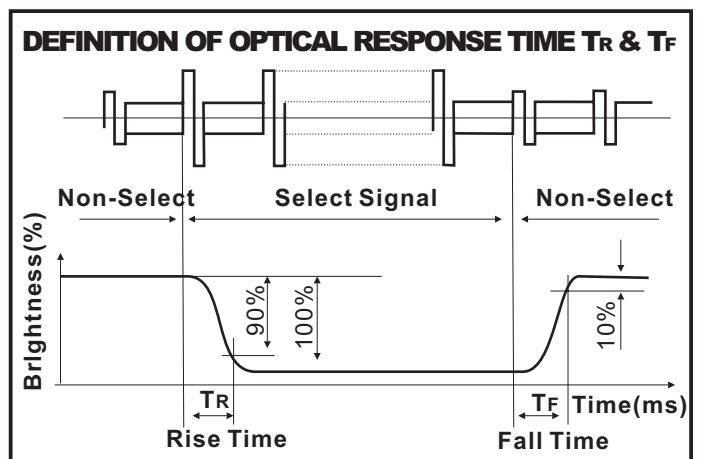 DEFINITION OF OPTICAL RESPONSE TIME TR & TF
Non-Select
Select Signal
Non-Select
BrIghtness(%)
90%
100%
10%
TR
TF
Time(ms)
Rise Time
Fall Time